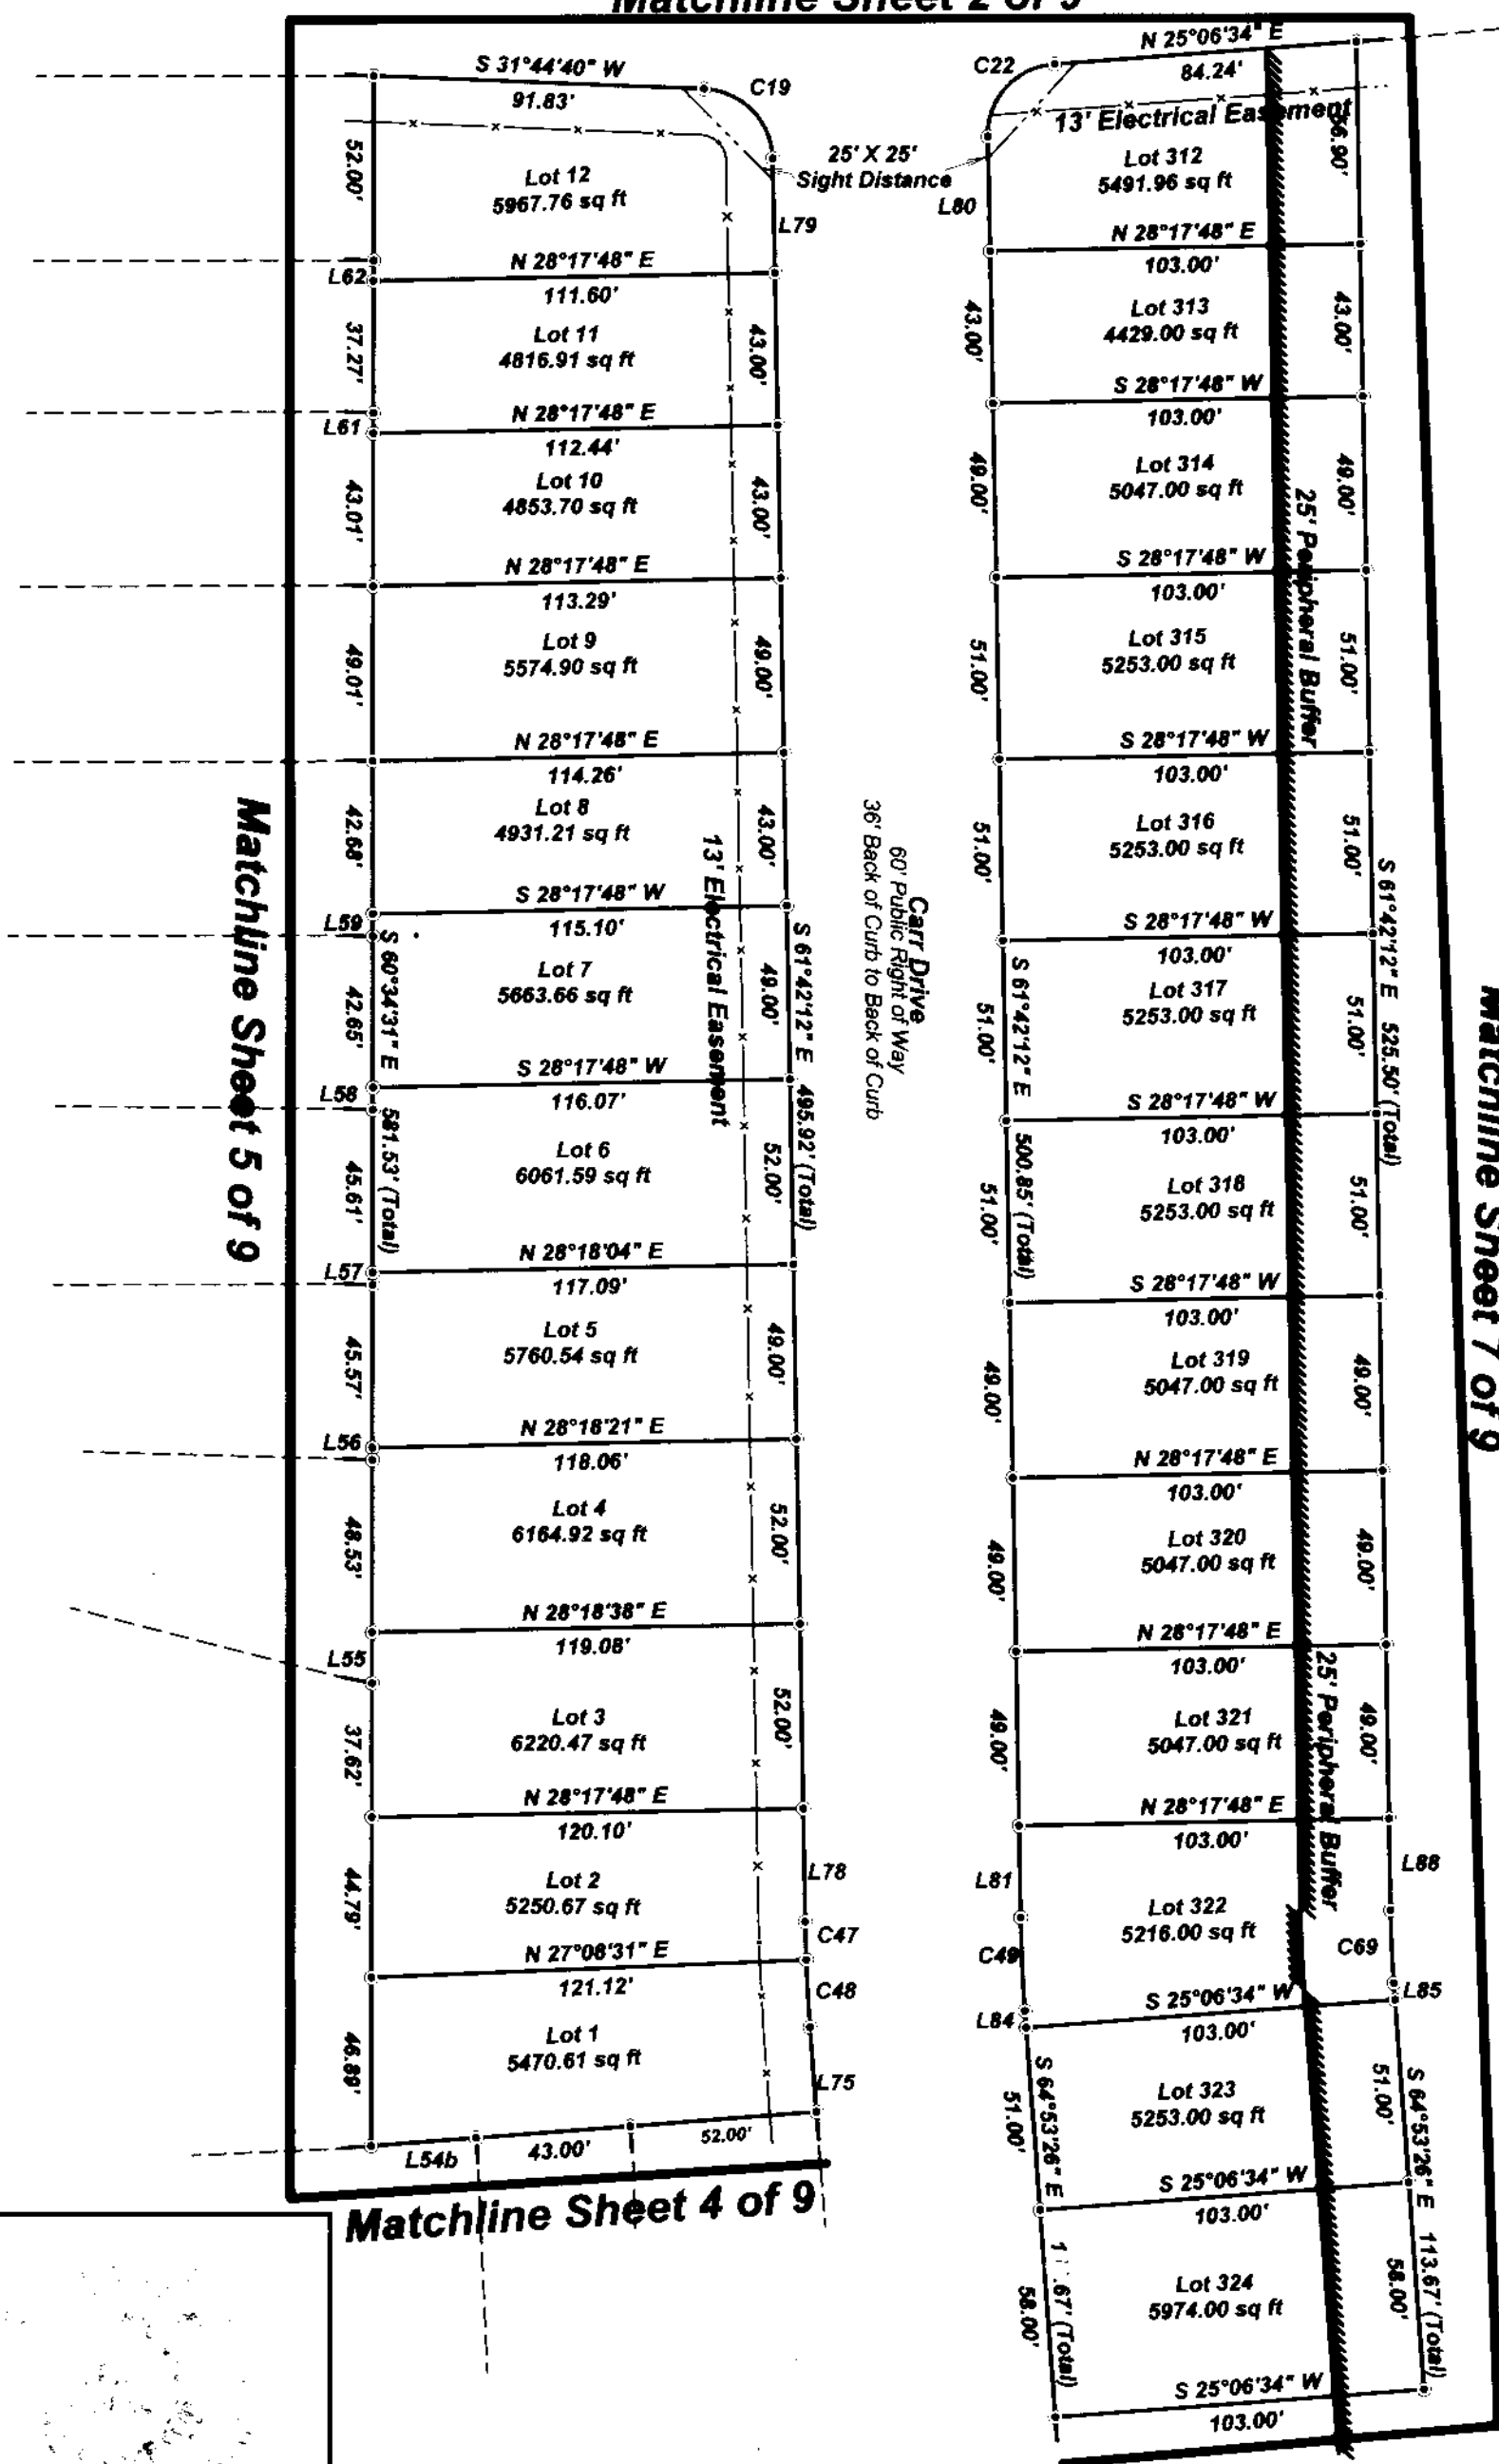 Matchline Sheet 2 of 9
S 31°44'40" W
91.83'
C19
C22
N 25°06'34" E
84.24'
13' Electrical Easement
56.90'
52.00'
Lot 12
5967.76 sq ft
25' X 25'
Sight Distance
L79
L80
Lot 312
5491.96 sq ft
N 28°17'48" E
111.60'
L62
37.27'
Lot 11
4816.91 sq ft
43.00'
N 28°17'48" E
103.00'
43.00'
Lot 313
4429.00 sq ft
43.00'
L61
N 28°17'48" E
112.44'
43.01'
Lot 10
4853.70 sq ft
43.00'
S 28°17'48" W
103.00'
49.00'
Lot 314
5047.00 sq ft
49.00'
25' Peripheral Buffer
N 28°17'48" E
113.29'
49.01'
Lot 9
5574.90 sq ft
49.00'
S 28°17'48" W
103.00'
51.00'
Lot 315
5253.00 sq ft
51.00'
N 28°17'48" E
114.26'
42.68'
Lot 8
4931.21 sq ft
43.00'
13' Electrical Easement
S 28°17'48" W
103.00'
51.00'
Lot 316
5253.00 sq ft
51.00'
S 61°42'12" E 525.50' (Total)
Matchline Sheet 5 of 9
Carr Drive
60' Public Right of Way
36' Back of Curb to Back of Curb
Matchline Sheet 7 of 9
L59
S 28°17'48" W
115.10'
S 60°34'31" E 581.53' (Total)
42.65'
Lot 7
5663.66 sq ft
49.00'
S 61°42'12" E 495.92' (Total)
S 28°17'48" W
103.00'
51.00'
S 61°42'12" E 500.85' (Total)
Lot 317
5253.00 sq ft
51.00'
L58
S 28°17'48" W
116.07'
45.61'
Lot 6
6061.59 sq ft
52.00'
S 28°17'48" W
103.00'
51.00'
Lot 318
5253.00 sq ft
51.00'
L57
N 28°18'04" E
117.09'
45.57'
Lot 5
5760.54 sq ft
49.00'
S 28°17'48" W
103.00'
49.00'
Lot 319
5047.00 sq ft
49.00'
L56
N 28°18'21" E
118.06'
48.53'
Lot 4
6164.92 sq ft
52.00'
N 28°17'48" E
103.00'
49.00'
Lot 320
5047.00 sq ft
49.00'
L55
N 28°18'38" E
119.08'
37.62'
Lot 3
6220.47 sq ft
52.00'
N 28°17'48" E
103.00'
49.00'
Lot 321
5047.00 sq ft
49.00'
25' Peripheral Buffer
N 28°17'48" E
120.10'
44.79'
Lot 2
5250.67 sq ft
L78
C47
N 28°17'48" E
103.00'
L81
Lot 322
5216.00 sq ft
L88
C49
C69
N 27°08'31" E
121.12'
46.89'
Lot 1
5470.61 sq ft
C48
L75
L84
S 25°06'34" W
103.00'
L85
51.00'
S 64°53'26" E
Lot 323
5253.00 sq ft
51.00'
S 64°53'26" E 113.67' (Total)
L54b
43.00'
52.00'
Matchline Sheet 4 of 9
S 25°06'34" W
103.00'
58.00'
.67' (Total)
Lot 324
5974.00 sq ft
58.00'
S 25°06'34" W
103.00'